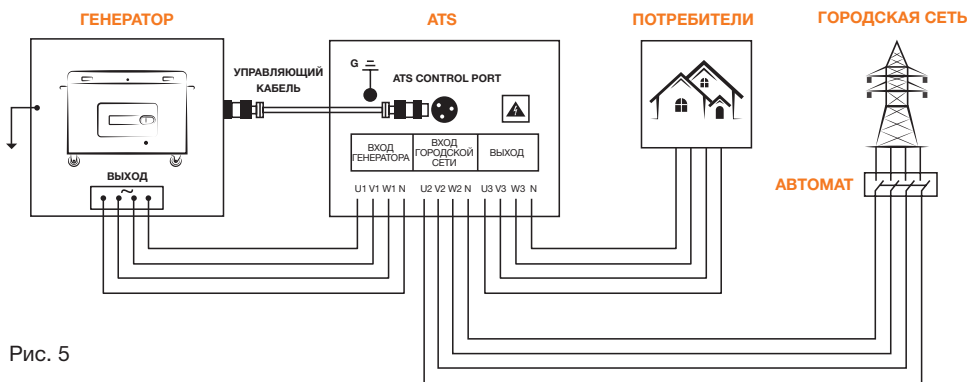 ГЕНЕРАТОР
ATS
ПОТРЕБИТЕЛИ
ГОРОДСКАЯ СЕТЬ
УПРАВЛЯЮЩИЙ
КАБЕЛЬ
G
ATS CONTROL PORT
ВХОД
ГЕНЕРАТОРА
ВХОД
ГОРОДСКОЙ
СЕТИ
ВЫХОД
U1 V1 W1 N
U2 V2 W2 N
U3 V3 W3 N
ВЫХОД
~
АВТОМАТ
Рис. 5